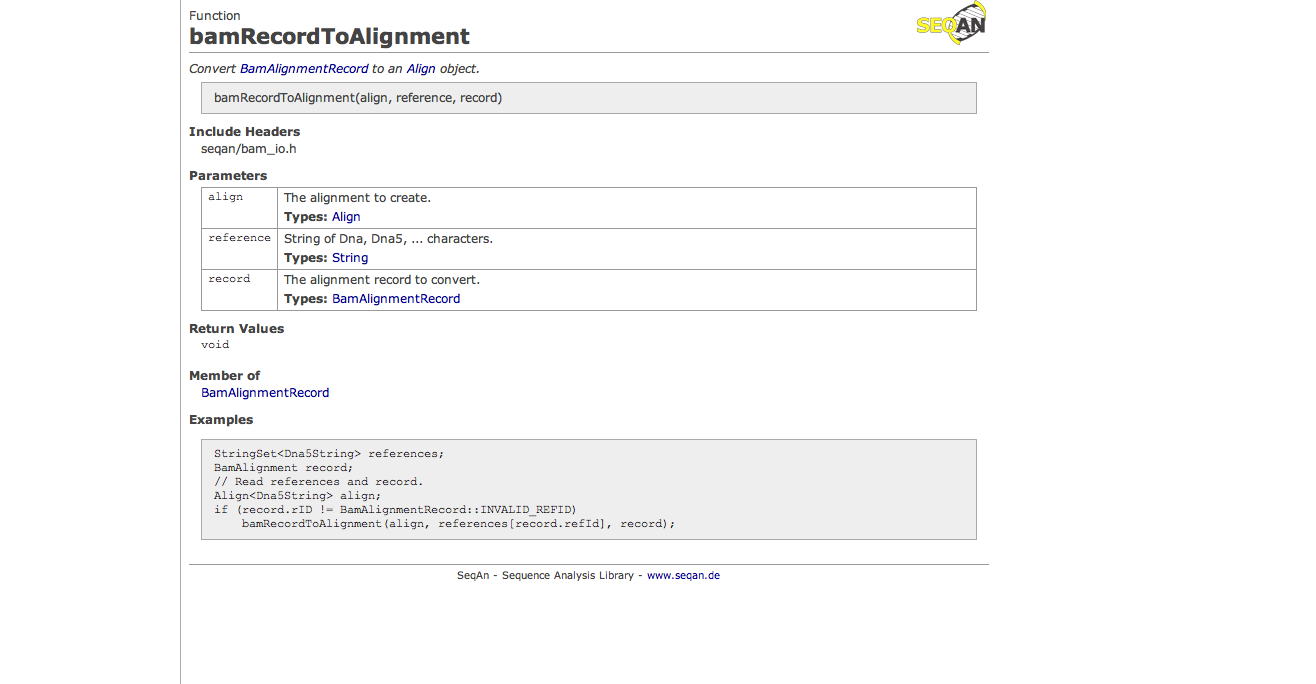 Function
SEQAN
bamRecordToAlignment
Convert BamAlignmentRecord to an Align object.
bamRecordToAlignment(align, reference, record)
Include Headers
seqan/bam_io.h
Parameters
align The alignment to create.
Types: Align
reference String of Dna, Dna5, ... characters.
Types: String
record The alignment record to convert.
Types: BamAlignmentRecord
Return Values
void
Member of
BamAlignmentRecord
Examples
StringSet<Dna5String> references;
BamAlignment record;
// Read references and record.
Align<Dna5String> align;
if (record.rID != BamAlignmentRecord::INVALID_REFID)
    bamRecordToAlignment(align, references[record.refId], record);
SeqAn - Sequence Analysis Library - www.seqan.de